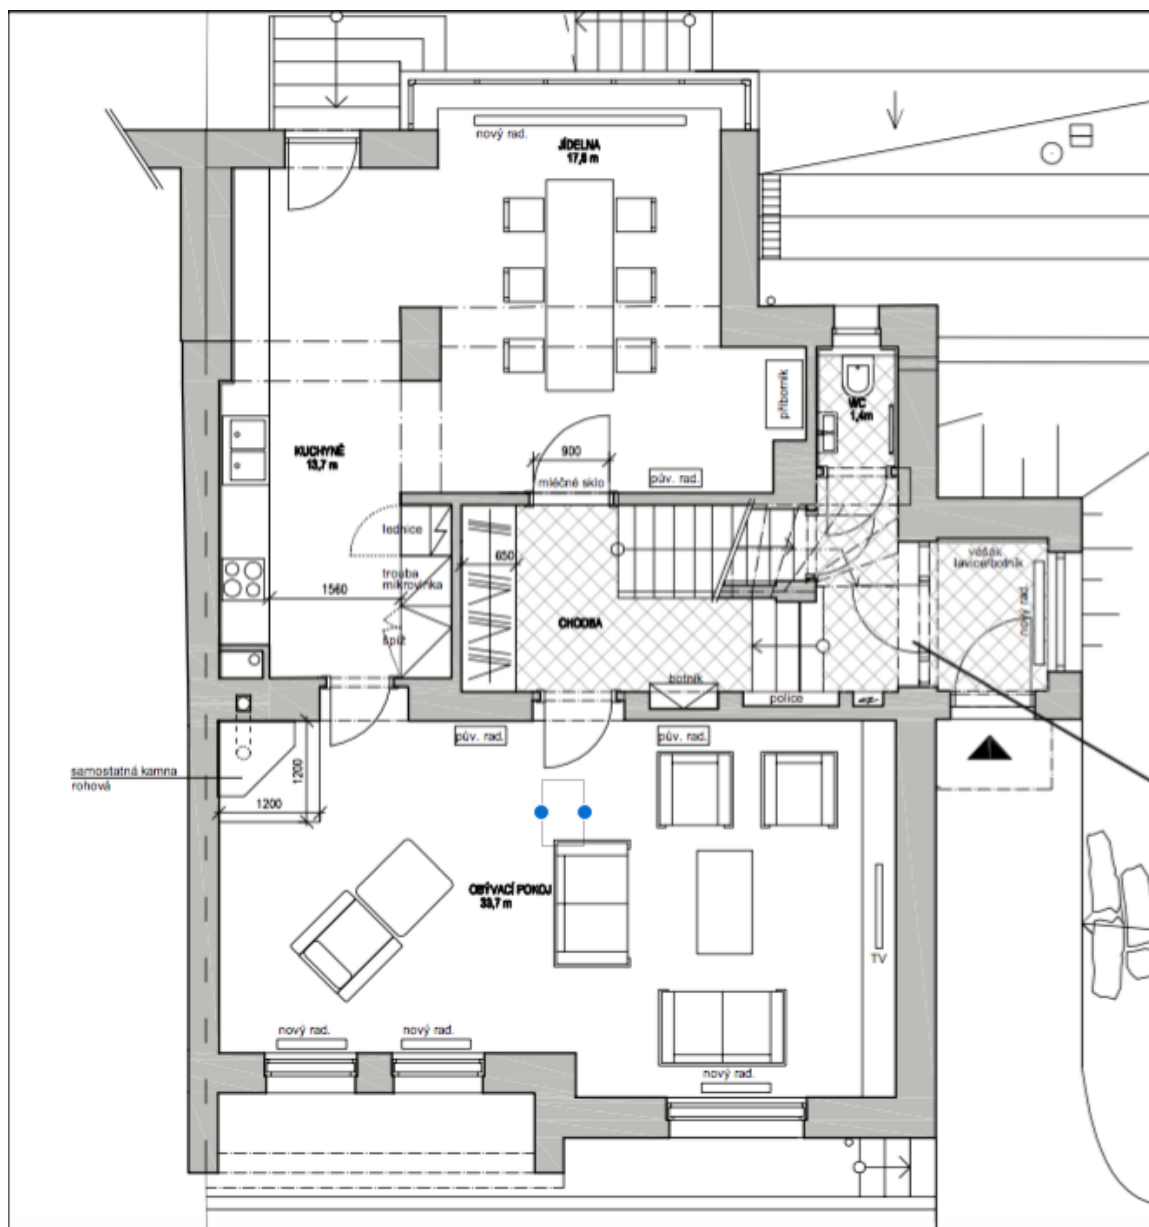 nový rad.
JÍDELNA
17,8 m
příborník
WC
1,4m
KUCHYNĚ
13,7 m
900
mléčné sklo
pův. rad.
lednice
650
trouba
mikrovlnka
1560
špíž
CHODBA
věšák
lavice/botník
nový rad.
botník
police
pův. rad.
pův. rad.
samostatná kamna
rohová
1200
1200
OBÝVACÍ POKOJ
33,7 m
TV
nový rad.
nový rad.
nový rad.